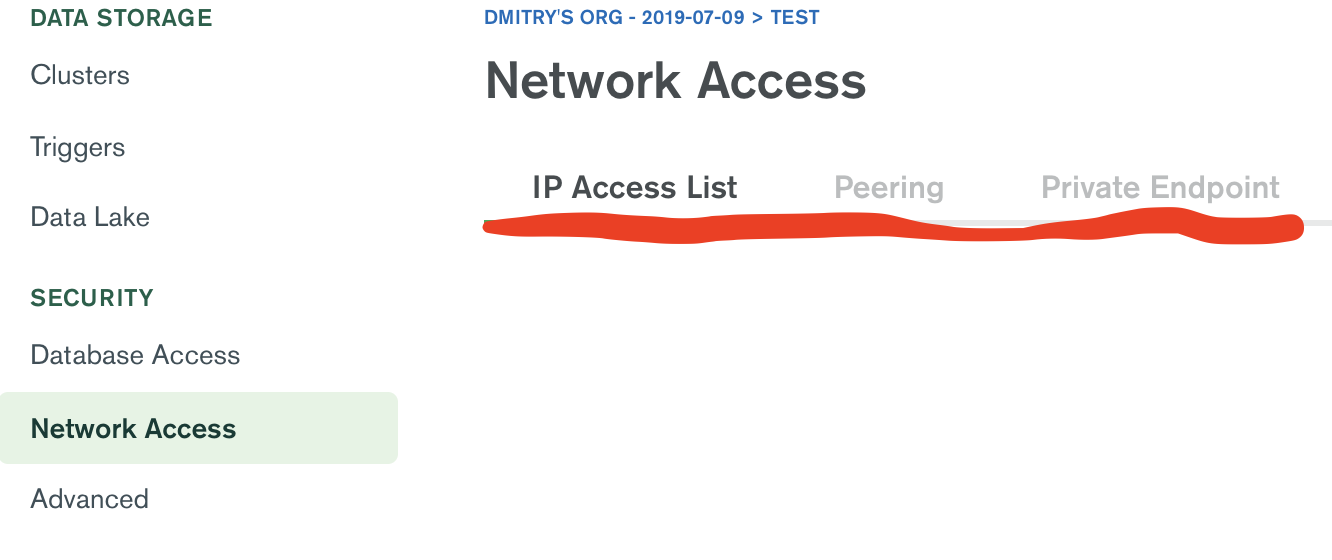 DATA STORAGE
Clusters
Triggers
Data Lake
SECURITY
Database Access
Network Access
Advanced
DMITRY'S ORG - 2019-07-09 > TEST
Network Access
IP Access List Peering Private Endpoint